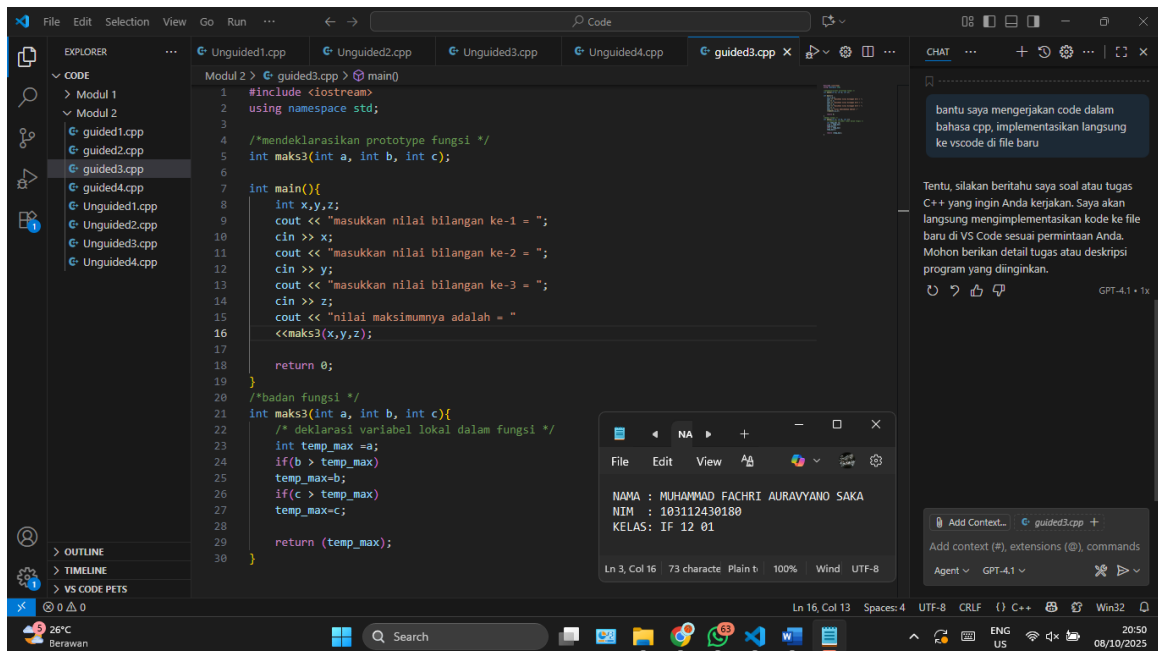 File Edit Selection View Go Run ··· Code
EXPLORER ···
CODE
Modul 1
Modul 2
guided1.cpp
guided2.cpp
guided3.cpp
guided4.cpp
Unguided1.cpp
Unguided2.cpp
Unguided3.cpp
Unguided4.cpp
OUTLINE
TIMELINE
VS CODE PETS
Unguided1.cpp Unguided2.cpp Unguided3.cpp Unguided4.cpp guided3.cpp
Modul 2 > guided3.cpp > main()
1 #include <iostream>
2 using namespace std;
3
4 /*mendeklarasikan prototype fungsi */
5 int maks3(int a, int b, int c);
6
7 int main(){
8 int x,y,z;
9 cout << "masukkan nilai bilangan ke-1 = ";
10 cin >> x;
11 cout << "masukkan nilai bilangan ke-2 = ";
12 cin >> y;
13 cout << "masukkan nilai bilangan ke-3 = ";
14 cin >> z;
15 cout << "nilai maksimumnya adalah = "
16 <<maks3(x,y,z);
17
18 return 0;
19 }
20 /*badan fungsi */
21 int maks3(int a, int b, int c){
22 /* deklarasi variabel lokal dalam fungsi */
23 int temp_max =a;
24 if(b > temp_max)
25 temp_max=b;
26 if(c > temp_max)
27 temp_max=c;
28
29 return (temp_max);
30 }
NA
File Edit View
NAMA : MUHAMMAD FACHRI AURAVYANO SAKA
NIM : 103112430180
KELAS: IF 12 01
Ln 3, Col 16 73 characte Plain t 100% Wind UTF-8
CHAT ···
bantu saya mengerjakan code dalam
bahasa cpp, implementasikan langsung
ke vscode di file baru
Tentu, silakan beritahu saya soal atau tugas
C++ yang ingin Anda kerjakan. Saya akan
langsung mengimplementasikan kode ke file
baru di VS Code sesuai permintaan Anda.
Mohon berikan detail tugas atau deskripsi
program yang diinginkan.
GPT-4.1 • 1x
Add Context... guided3.cpp +
Add context (#), extensions (@), commands
Agent GPT-4.1
0 0 Ln 16, Col 13 Spaces: 4 UTF-8 CRLF {} C++ Win32
5 26°C
Berawan
Search
63
ENG
US
20:50
08/10/2025